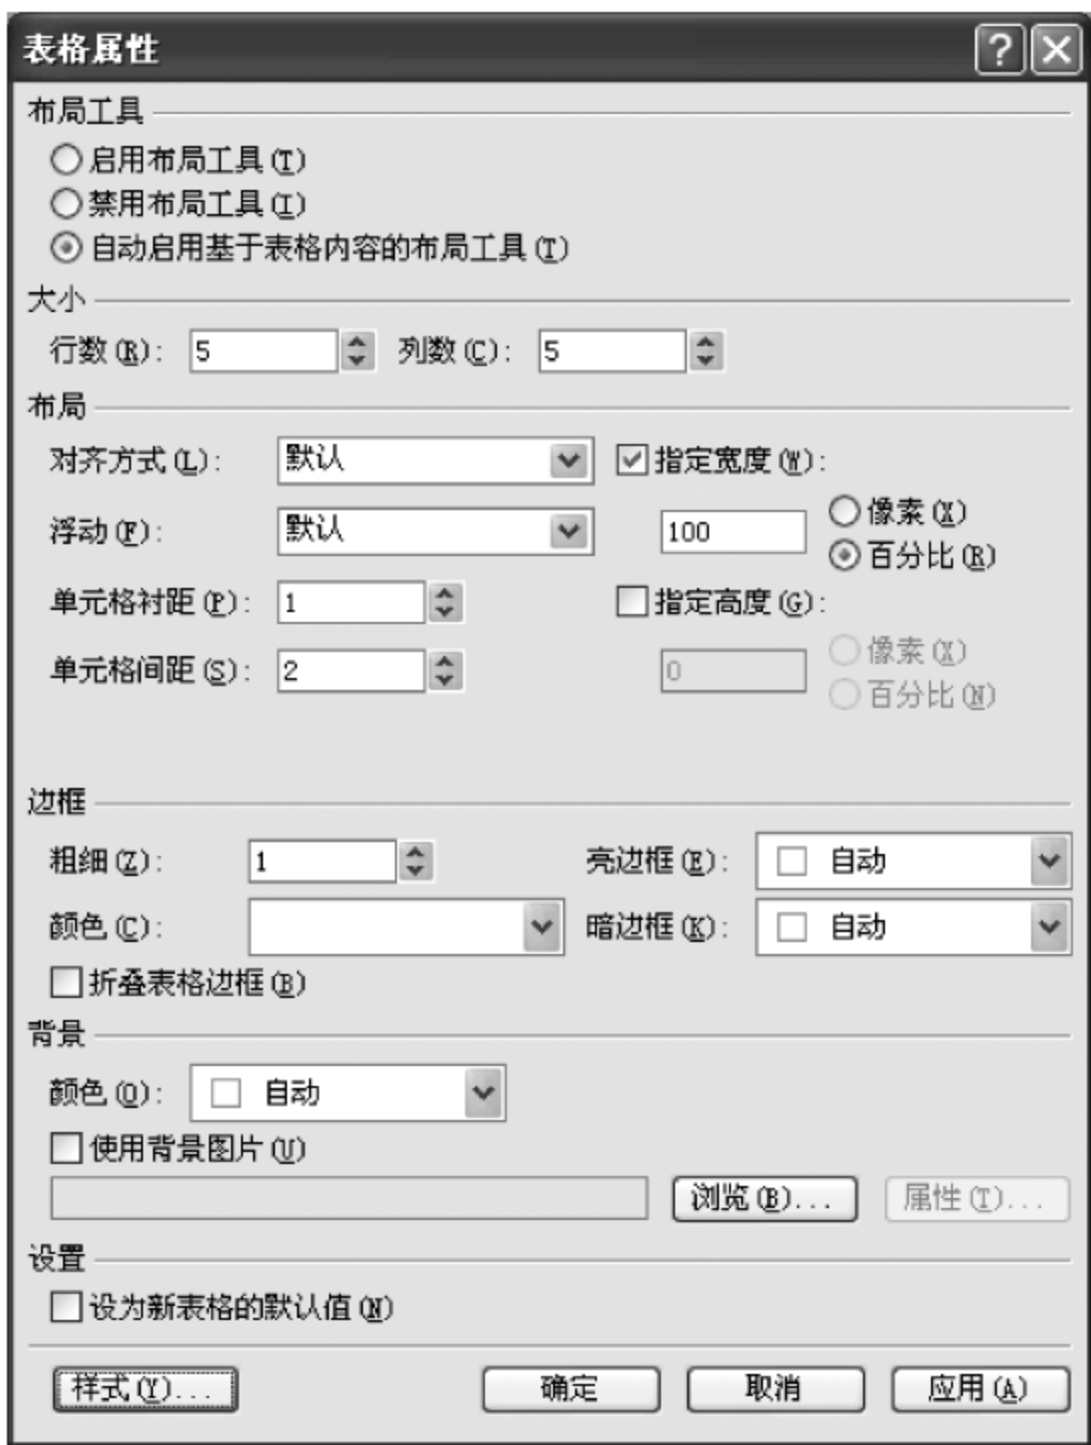 表格属性
布局工具
启用布局工具(T)
禁用布局工具(I)
自动启用基于表格内容的布局工具(T)
大小
行数(R): 5 列数(C): 5
布局
对齐方式(L): 默认 指定宽度(W):
浮动(F): 默认 100 像素(X)
百分比(R)
单元格衬距(P): 1 指定高度(G):
单元格间距(S): 2 0 像素(X)
百分比(N)
边框
粗细(Z): 1 亮边框(E): 自动
颜色(C): 暗边框(K): 自动
折叠表格边框(B)
背景
颜色(O): 自动
使用背景图片(U)
浏览(B)... 属性(T)...
设置
设为新表格的默认值(N)
样式(Y)... 确定 取消 应用(A)